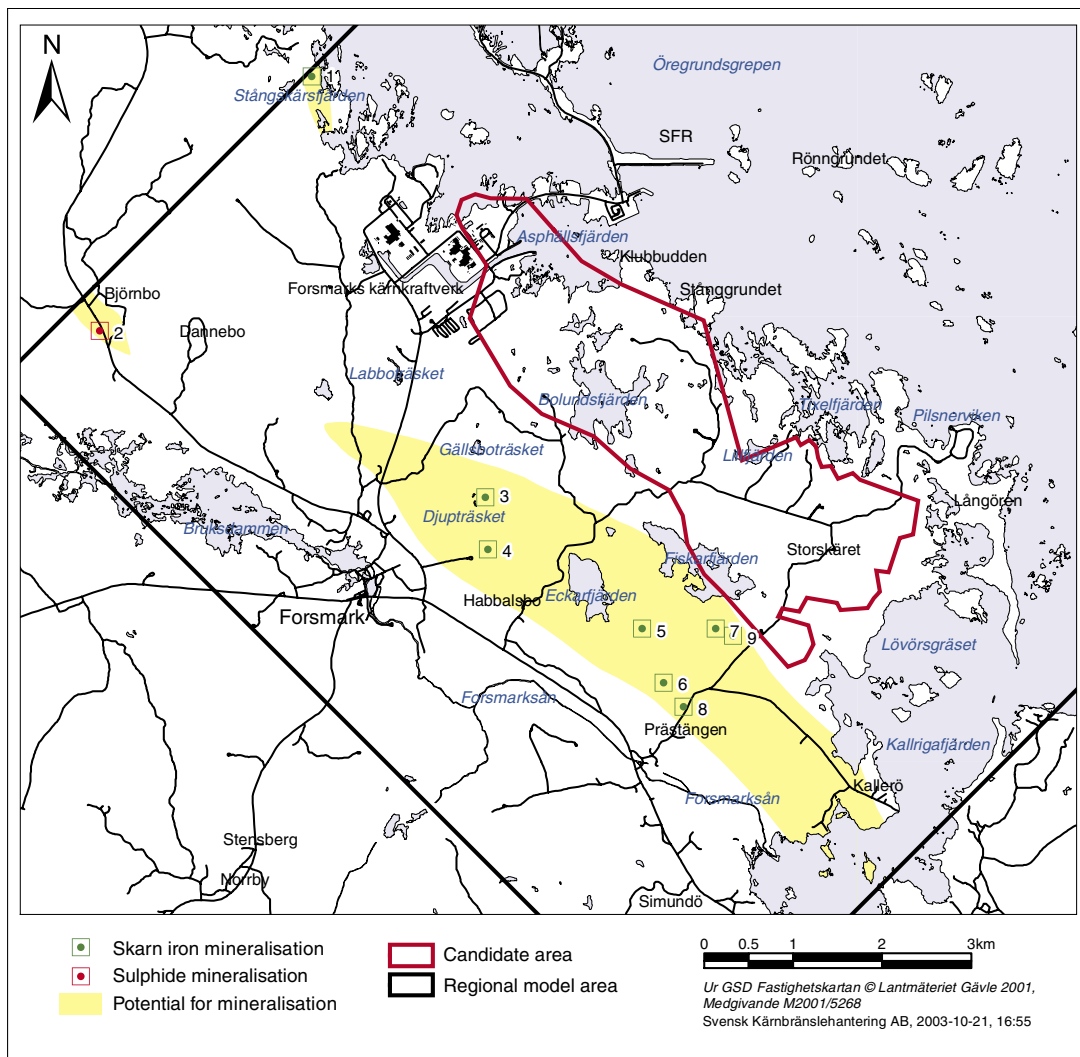 N
1
Stångskärsfjärden
Öregrundsgrepen
SFR
Rönngrundet
Asphällsfjärden
Klubbudden
Forsmarks kärnkraftverk
Stånggrundet
Björnbo
2
Dannebo
Labboträsket
Bolundsfjärden
Tixelfjärden
Pilsnerviken
Gällsboträsket
Lillfjärden
3
Djupträsket
Långören
Bruksdammen
4
Fiskarfjärden
Storskäret
Habbalsbo
Eckarfjärden
Forsmark
5
7
9
Lövörsgräset
6
Forsmarksån
8
Prästängen
Kallrigafjärden
Forsmarksån
Kallerö
Stensberg
Norrby
Simundö
Skarn iron mineralisation
Sulphide mineralisation
Potential for mineralisation
Candidate area
Regional model area
0 0.5 1 2 3km
Ur GSD Fastighetskartan © Lantmäteriet Gävle 2001,
Medgivande M2001/5268
Svensk Kärnbränslehantering AB, 2003-10-21, 16:55